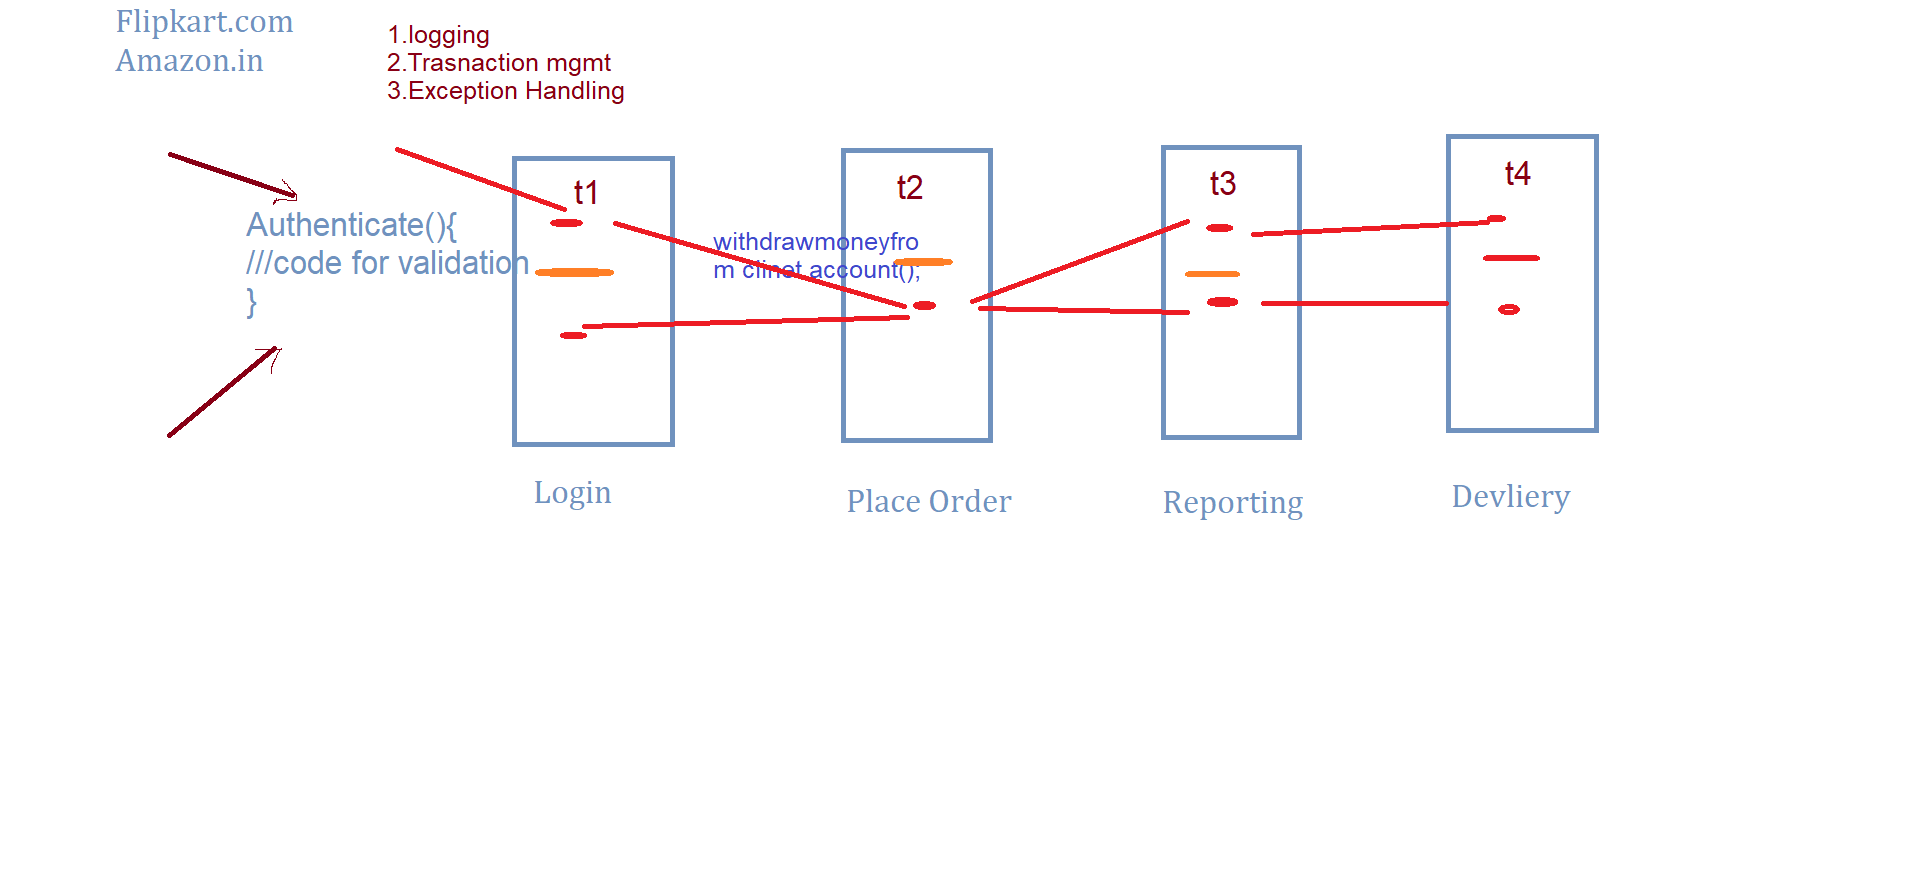 Flipkart.com
Amazon.in
1.logging
2.Trasnaction mgmt
3.Exception Handling
t1
t2
t3
t4
Authenticate(){
///code for validation
}
withdrawmoneyfro
m clinet account();
Login
Place Order
Reporting
Devliery